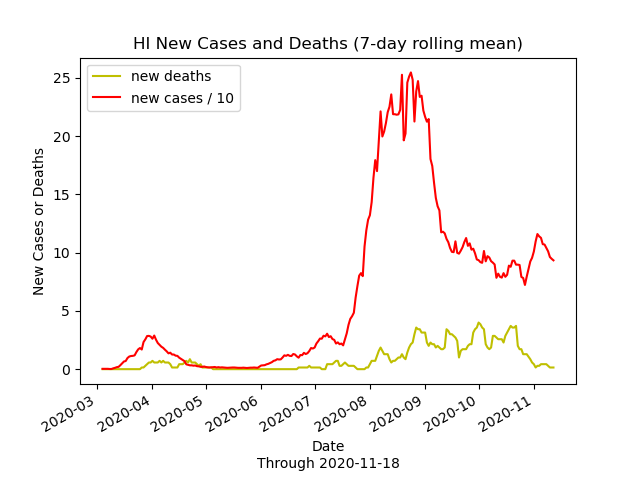 HI New Cases and Deaths (7-day rolling mean)
new deaths
new cases / 10
New Cases or Deaths
25
20
15
10
5
0
2020-03
2020-04
2020-05
2020-06
2020-07
2020-08
2020-09
2020-10
2020-11
Date
Through 2020-11-18